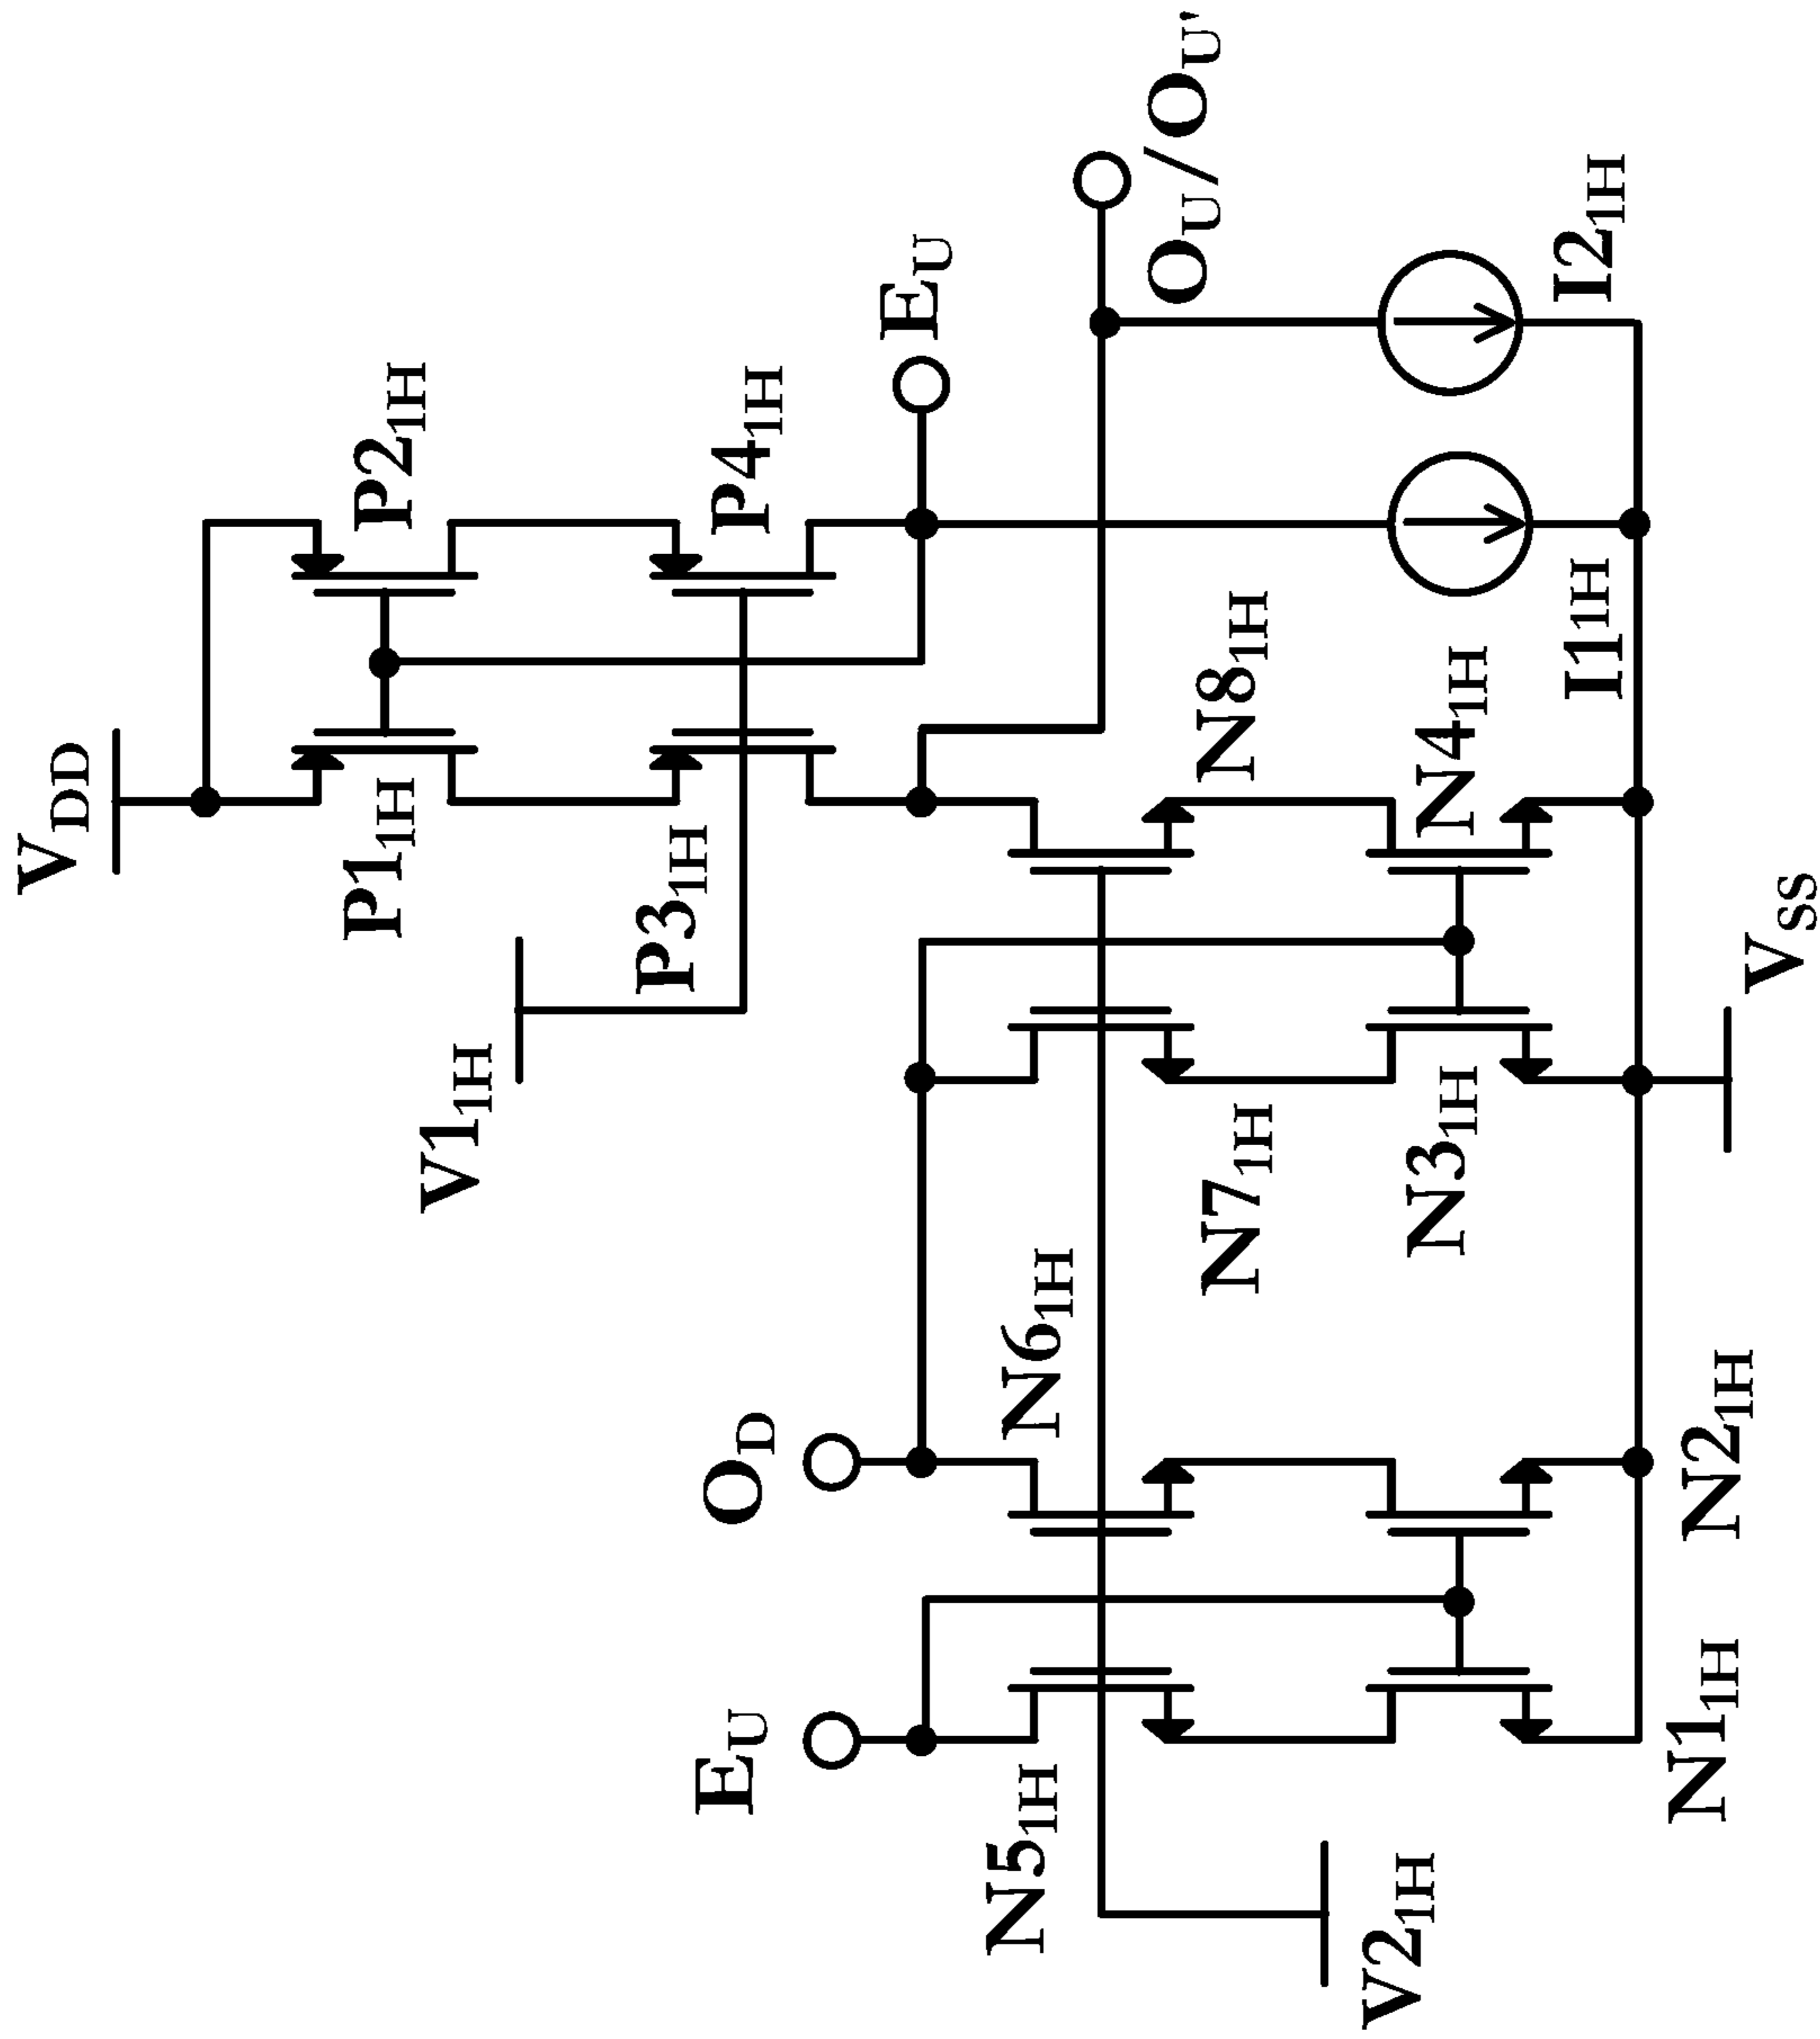 V_DD
P1_1H
P2_1H
V1_1H
P3_1H
P4_1H
E_U
O_D
E_U
N6_1H
N5_1H
N7_1H
N8_1H
O_U/O_U'
V2_1H
N3_1H
N4_1H
I1_1H
I2_1H
N1_1H
N2_1H
V_SS